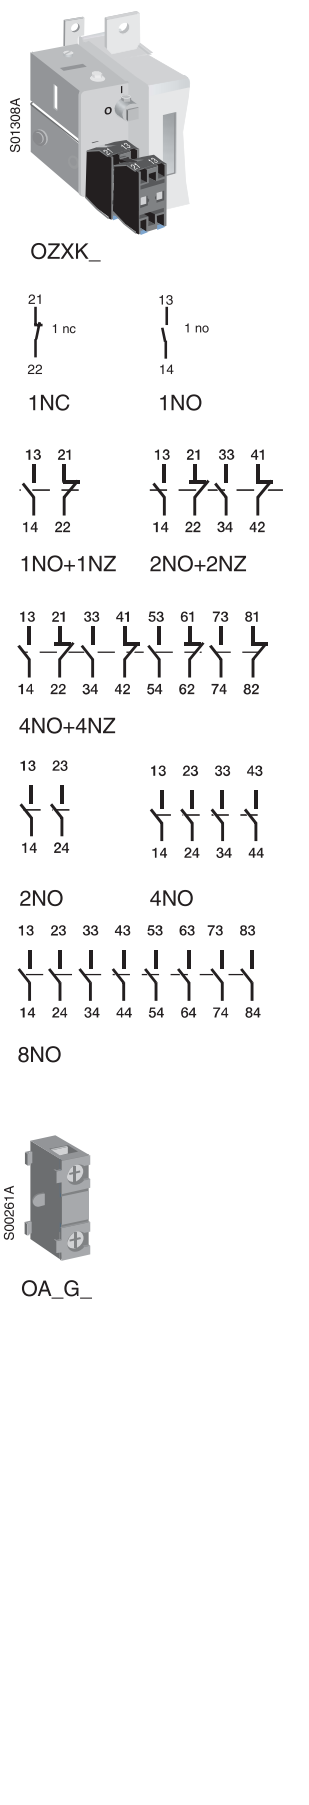 S01308A
I
O
21 13
OZXK_
21 13
1 nc 1 no
22 14
1NC 1NO
13 21 13 21 33 41
14 22 14 22 34 42
1NO+1NZ 2NO+2NZ
13 21 33 41 53 61 73 81
14 22 34 42 54 62 74 82
4NO+4NZ
13 23 13 23 33 43
14 24 14 24 34 44
2NO 4NO
13 23 33 43 53 63 73 83
14 24 34 44 54 64 74 84
8NO
S00261A
OA_G_